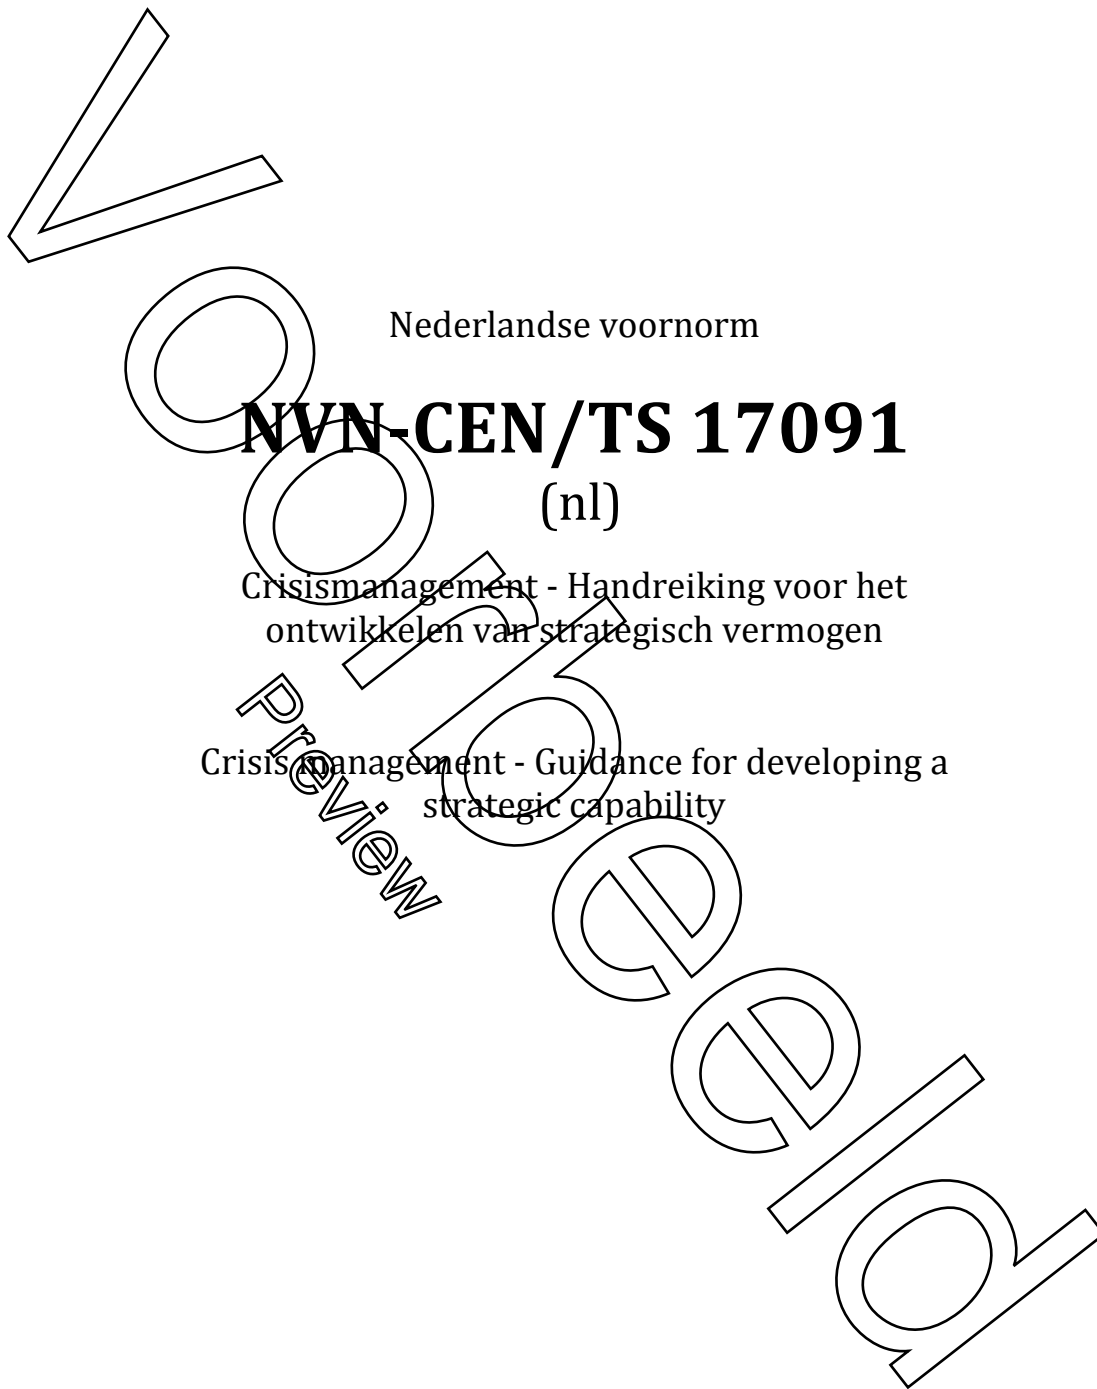 Nederlandse voornorm
NVN-CEN/TS 17091
(nl)
Crisismanagement - Handreiking voor het
ontwikkelen van strategisch vermogen
Crisis management - Guidance for developing a
strategic capability
Voorbeeld
Preview